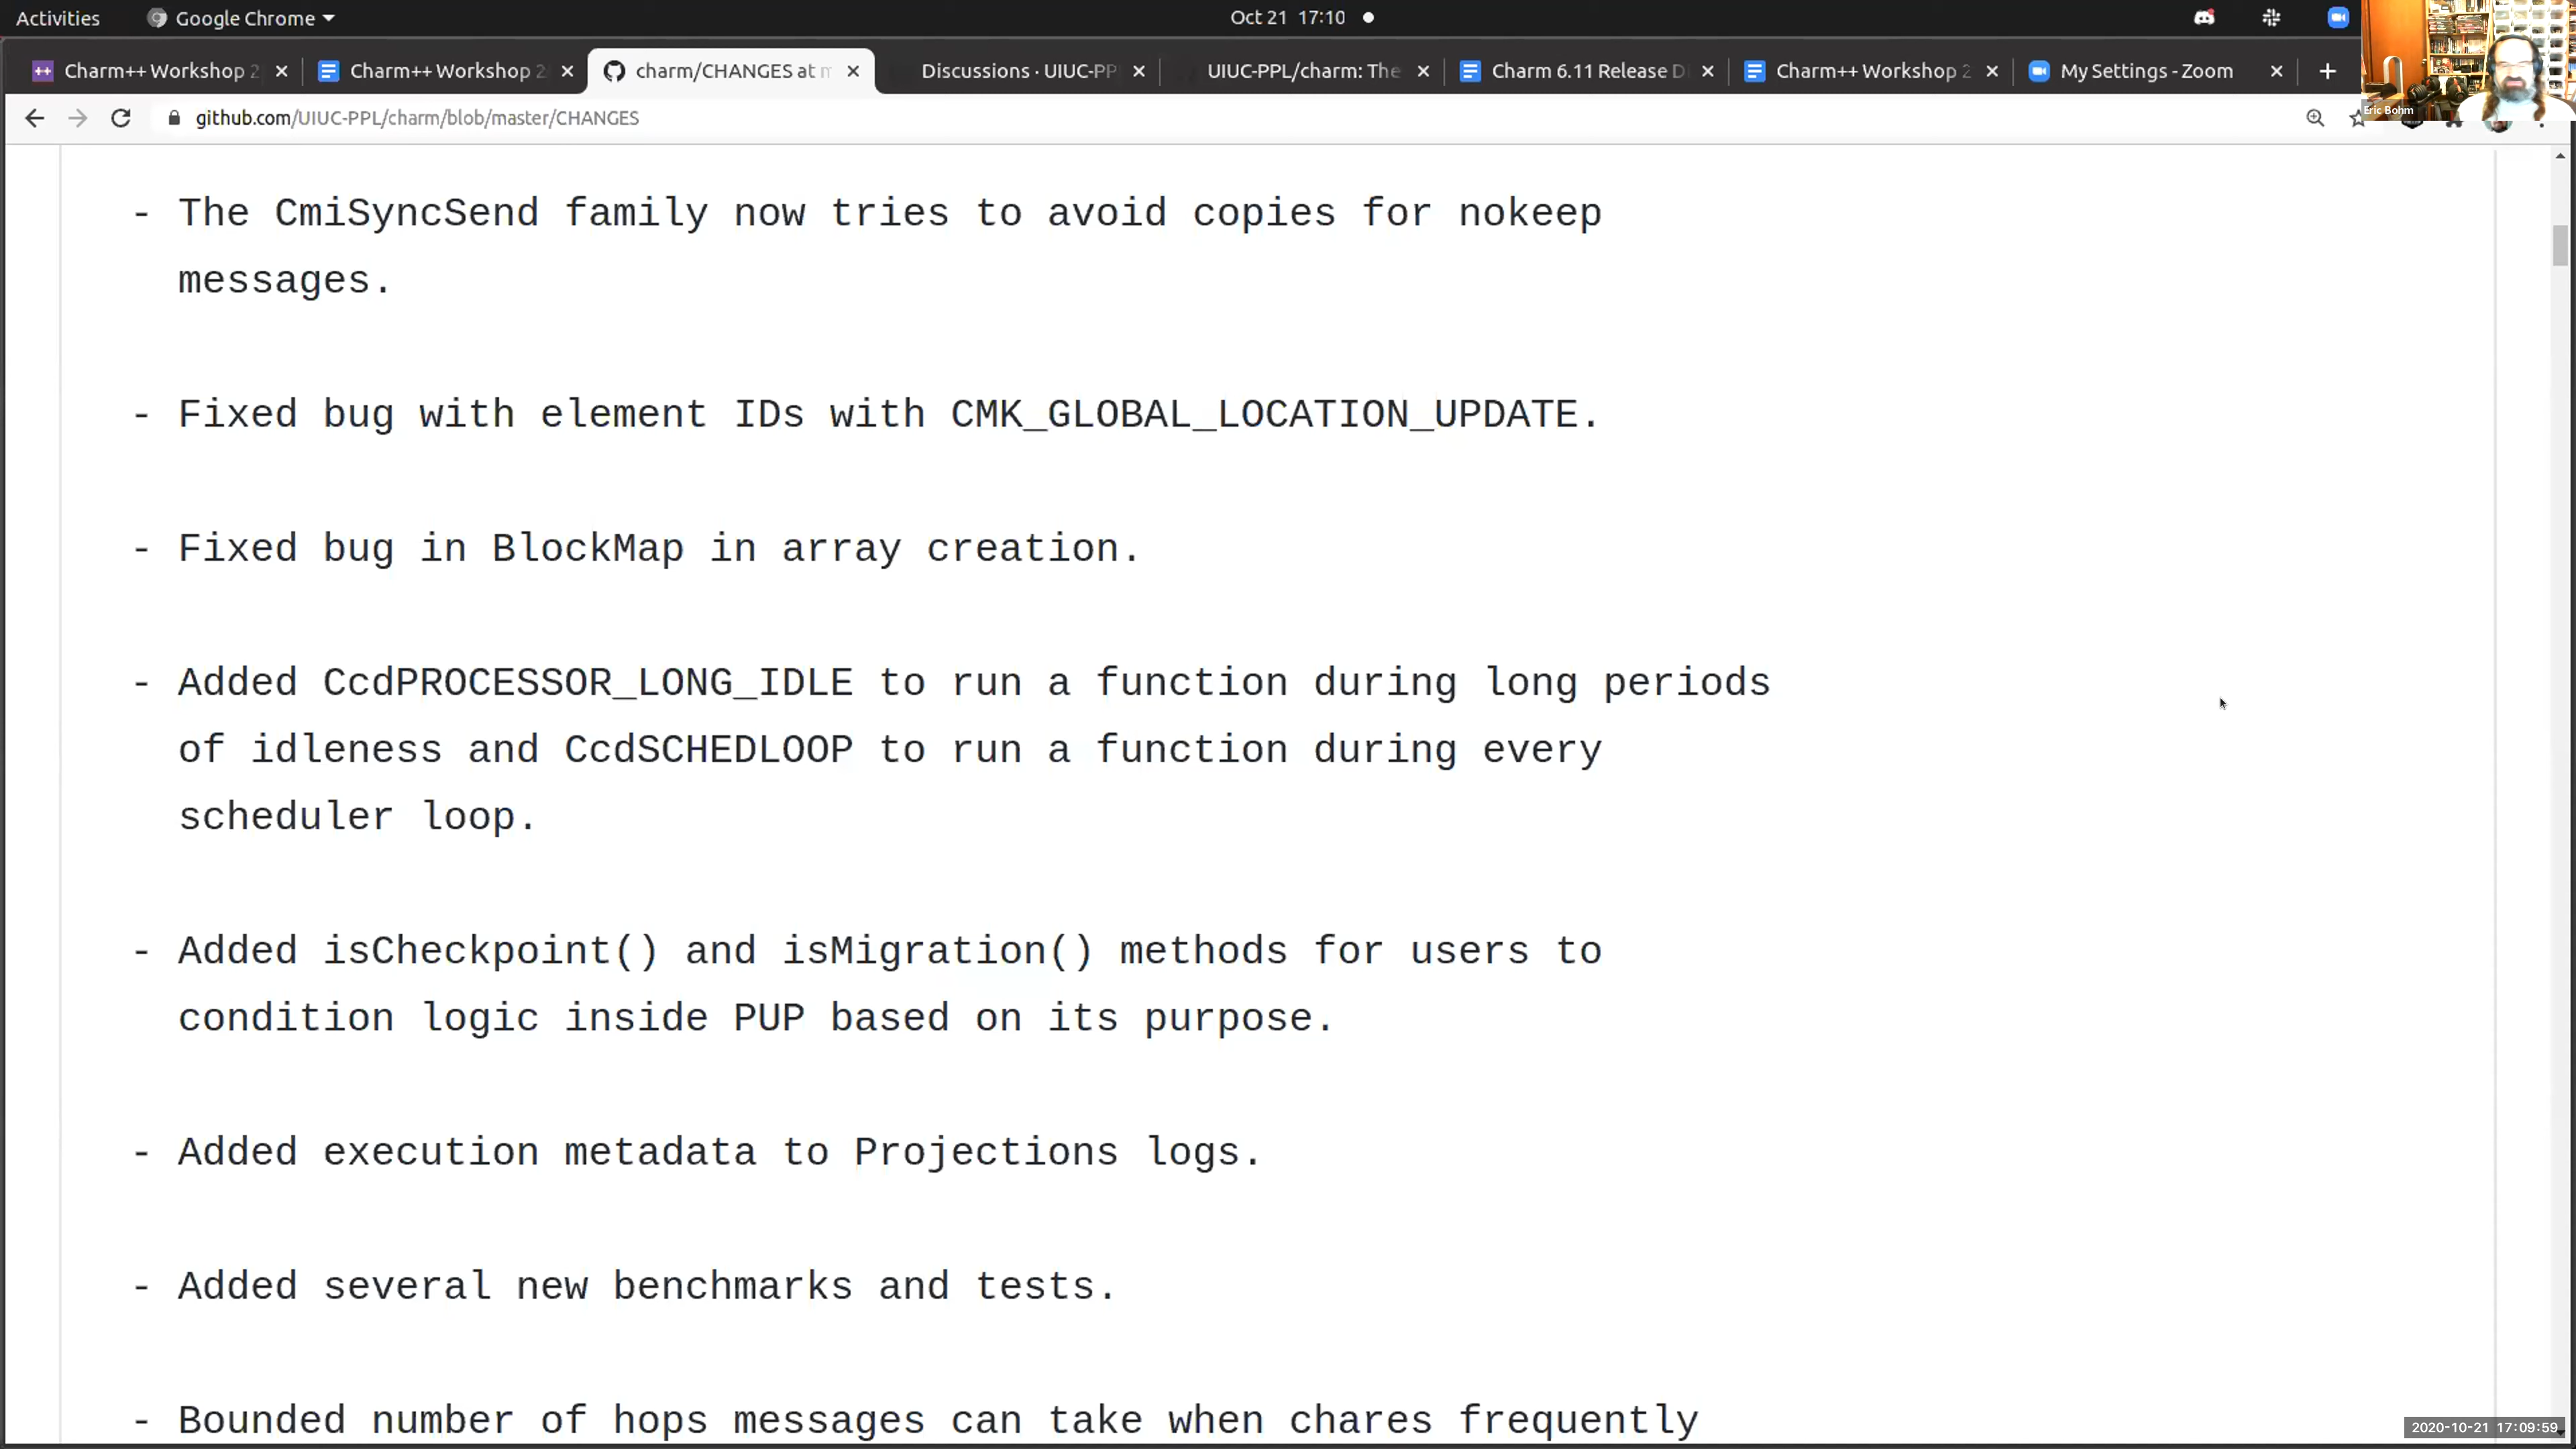 Activities Google Chrome Oct 21 17:10
Charm++ Workshop 2 Charm++ Workshop 2 charm/CHANGES at m Discussions · UIUC-PP UIUC-PPL/charm: The Charm 6.11 Release D Charm++ Workshop 2 My Settings - Zoom
Eric Bohm
github.com/UIUC-PPL/charm/blob/master/CHANGES
- The CmiSyncSend family now tries to avoid copies for nokeep
messages.
- Fixed bug with element IDs with CMK_GLOBAL_LOCATION_UPDATE.
- Fixed bug in BlockMap in array creation.
- Added CcdPROCESSOR_LONG_IDLE to run a function during long periods
of idleness and CcdSCHEDLOOP to run a function during every
scheduler loop.
- Added isCheckpoint() and isMigration() methods for users to
condition logic inside PUP based on its purpose.
- Added execution metadata to Projections logs.
- Added several new benchmarks and tests.
- Bounded number of hops messages can take when chares frequently
2020-10-21 17:09:59